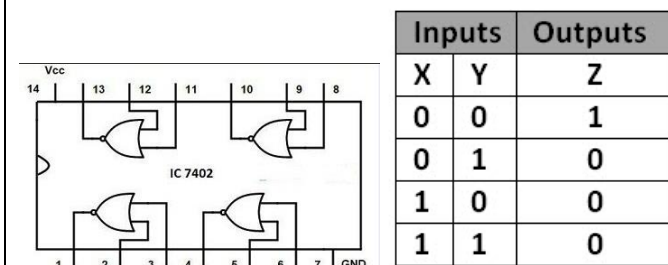 Vcc
14 13 12 11 10 9 8
IC 7402
1 2 3 4 5 6 7 GND
Inputs Outputs
X Y Z
0 0 1
0 1 0
1 0 0
1 1 0